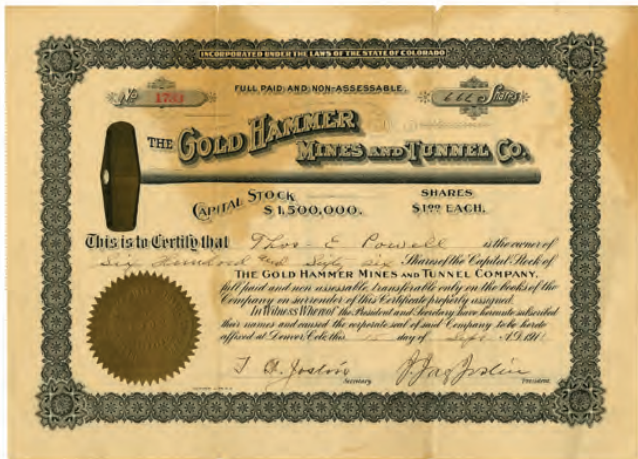 INCORPORATED UNDER THE LAWS OF THE STATE OF COLORADO
FULL PAID AND NON-ASSESSABLE.
No 1783 Shares
THE GOLD HAMMER
MINES AND TUNNEL CO.
CAPITAL STOCK SHARES
$1,500,000. $1.00 EACH.
This is to Certify that Thos E Powell is the owner of
Six Hundred and Sixty Six Shares of the Capital Stock of
THE GOLD HAMMER MINES AND TUNNEL COMPANY,
full paid and non assessable, transferable only on the books of the
Company on surrender of this Certificate properly assigned.
In Witness Whereof the President and Secretary have hereunto subscribed
their names and caused the corporate seal of said Company to be hereto
affixed at Denver, Colo. this 15 day of Sept A.D. 1911
J. Jay Joslin
Secretary. President.